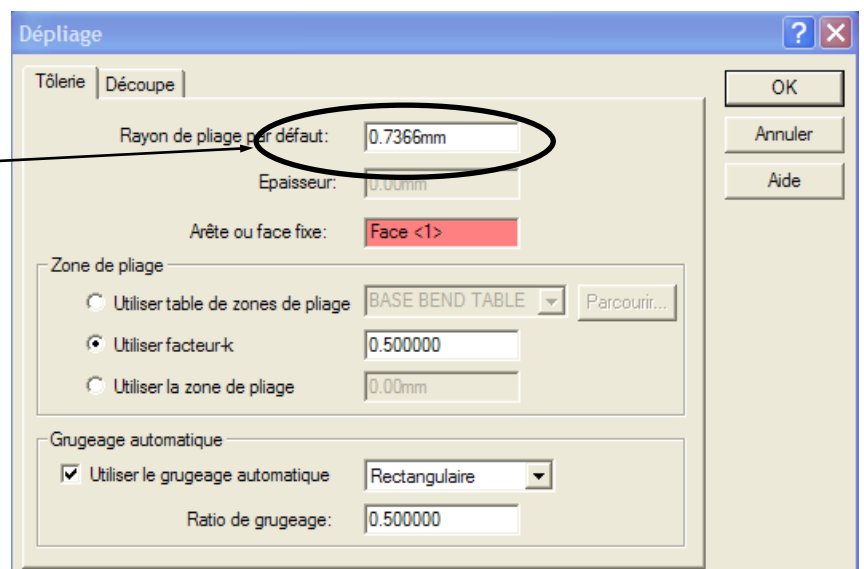 Dépliage
Tôlerie Découpe
OK
Rayon de pliage par défaut: 0.7366mm
Annuler
Epaisseur: 0.00mm
Aide
Arête ou face fixe: Face <1>
Zone de pliage
Utiliser table de zones de pliage BASE BEND TABLE Parcourir...
Utiliser facteur-k 0.500000
Utiliser la zone de pliage 0.00mm
Grugeage automatique
Utiliser le grugeage automatique Rectangulaire
Ratio de grugeage: 0.500000